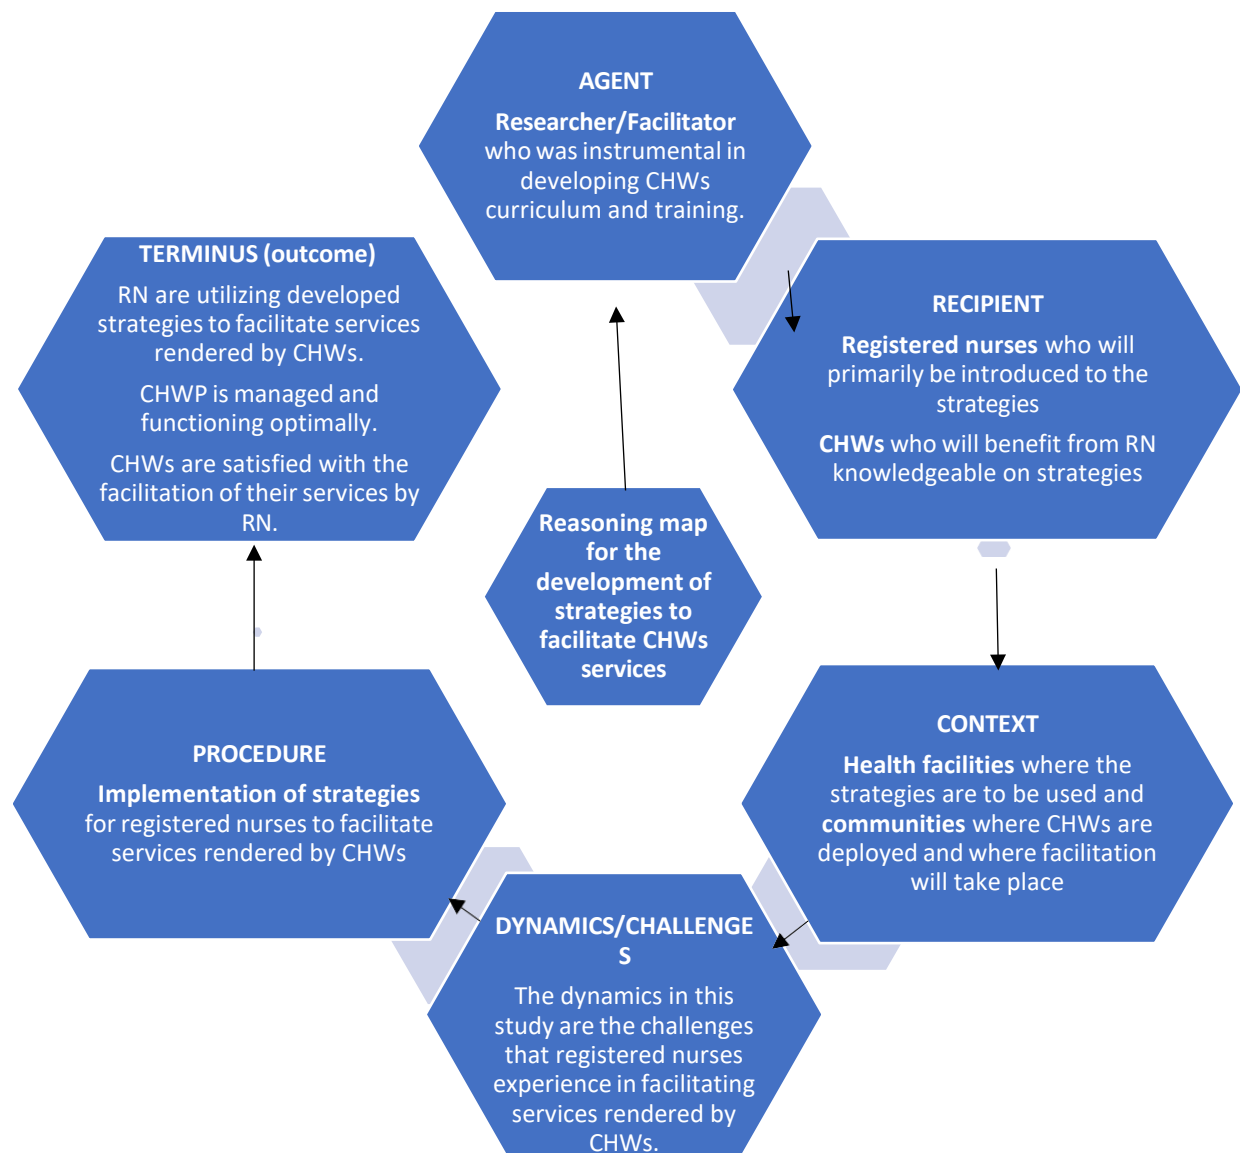 AGENT
Researcher/Facilitator
who was instrumental in
developing CHWs
curriculum and training.
RECIPIENT
Registered nurses who will
primarily be introduced to the
strategies
CHWs who will benefit from RN
knowledgeable on strategies
CONTEXT
Health facilities where the
strategies are to be used and
communities where CHWs are
deployed and where facilitation
will take place
DYNAMICS/CHALLENGE
S
The dynamics in this
study are the challenges
that registered nurses
experience in facilitating
services rendered by
CHWs.
PROCEDURE
Implementation of strategies
for registered nurses to facilitate
services rendered by CHWs
TERMINUS (outcome)
RN are utilizing developed
strategies to facilitate services
rendered by CHWs.
CHWP is managed and
functioning optimally.
CHWs are satisfied with the
facilitation of their services by
RN.
Reasoning map
for the
development of
strategies to
facilitate CHWs
services